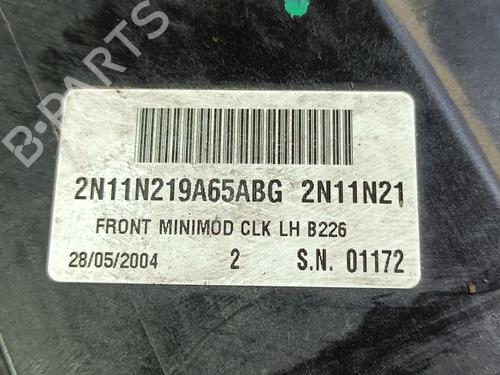 B-PARTS
2N11N219A65ABG 2N11N21
FRONT MINIMOD CLK LH B226
28/05/2004 2 S.N. 01172